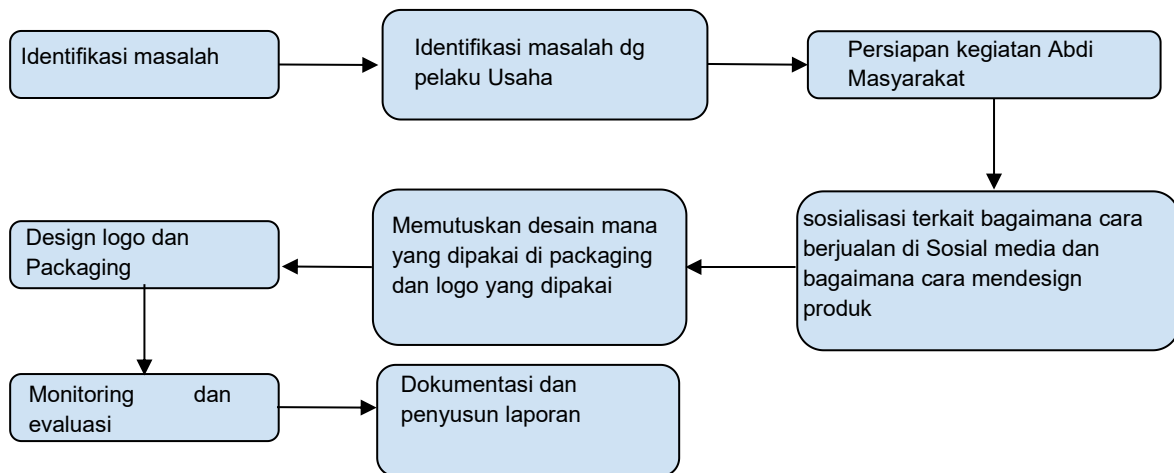 Identifikasi masalah
Identifikasi masalah dg
pelaku Usaha
Persiapan kegiatan Abdi
Masyarakat
sosialisasi terkait bagaimana cara
berjualan di Sosial media dan
bagaimana cara mendesign
produk
Memutuskan desain mana
yang dipakai di packaging
dan logo yang dipakai
Design logo dan
Packaging
Monitoring dan
evaluasi
Dokumentasi dan
penyusun laporan